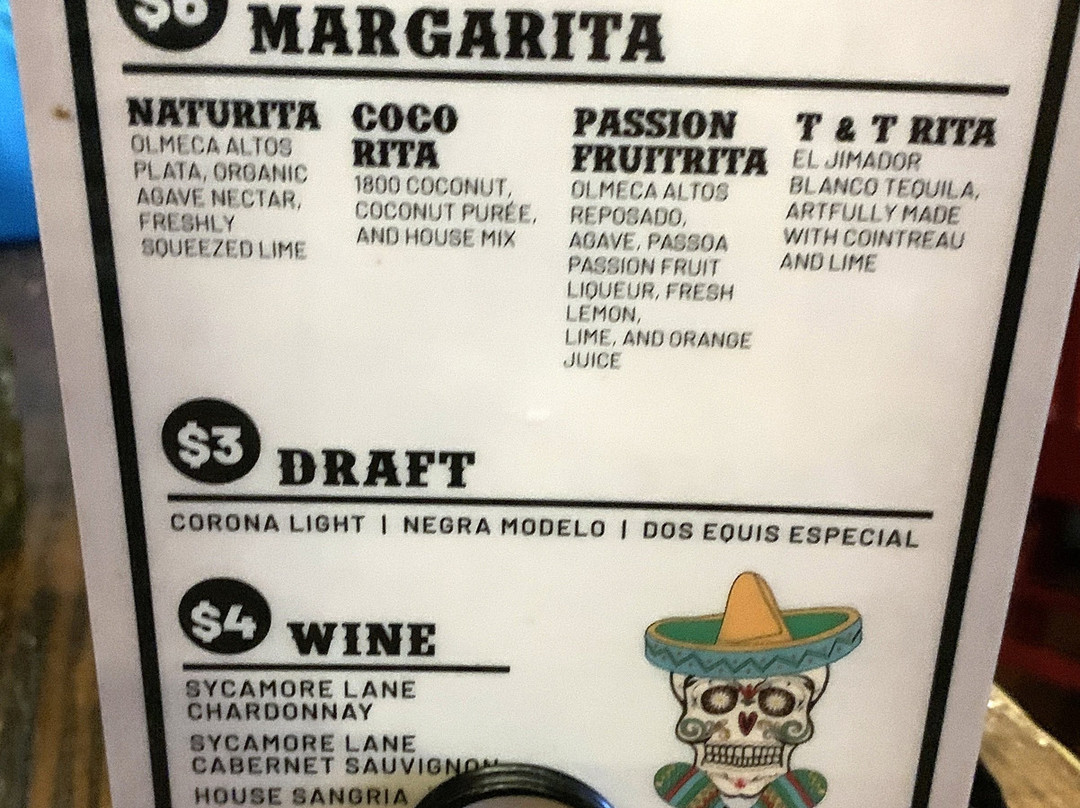 $6 MARGARITA
NATURITA
OLMECA ALTOS
PLATA, ORGANIC
AGAVE NECTAR,
FRESHLY
SQUEEZED LIME
COCO
RITA
1800 COCONUT,
COCONUT PURÉE,
AND HOUSE MIX
PASSION
FRUITRITA
OLMECA ALTOS
REPOSADO,
AGAVE, PASSOA
PASSION FRUIT
LIQUEUR, FRESH
LEMON,
LIME, AND ORANGE
JUICE
T & T RITA
EL JIMADOR
BLANCO TEQUILA,
ARTFULLY MADE
WITH COINTREAU
AND LIME
$3 DRAFT
CORONA LIGHT | NEGRA MODELO | DOS EQUIS ESPECIAL
$4 WINE
SYCAMORE LANE
CHARDONNAY
SYCAMORE LANE
CABERNET SAUVIGNON
HOUSE SANGRIA